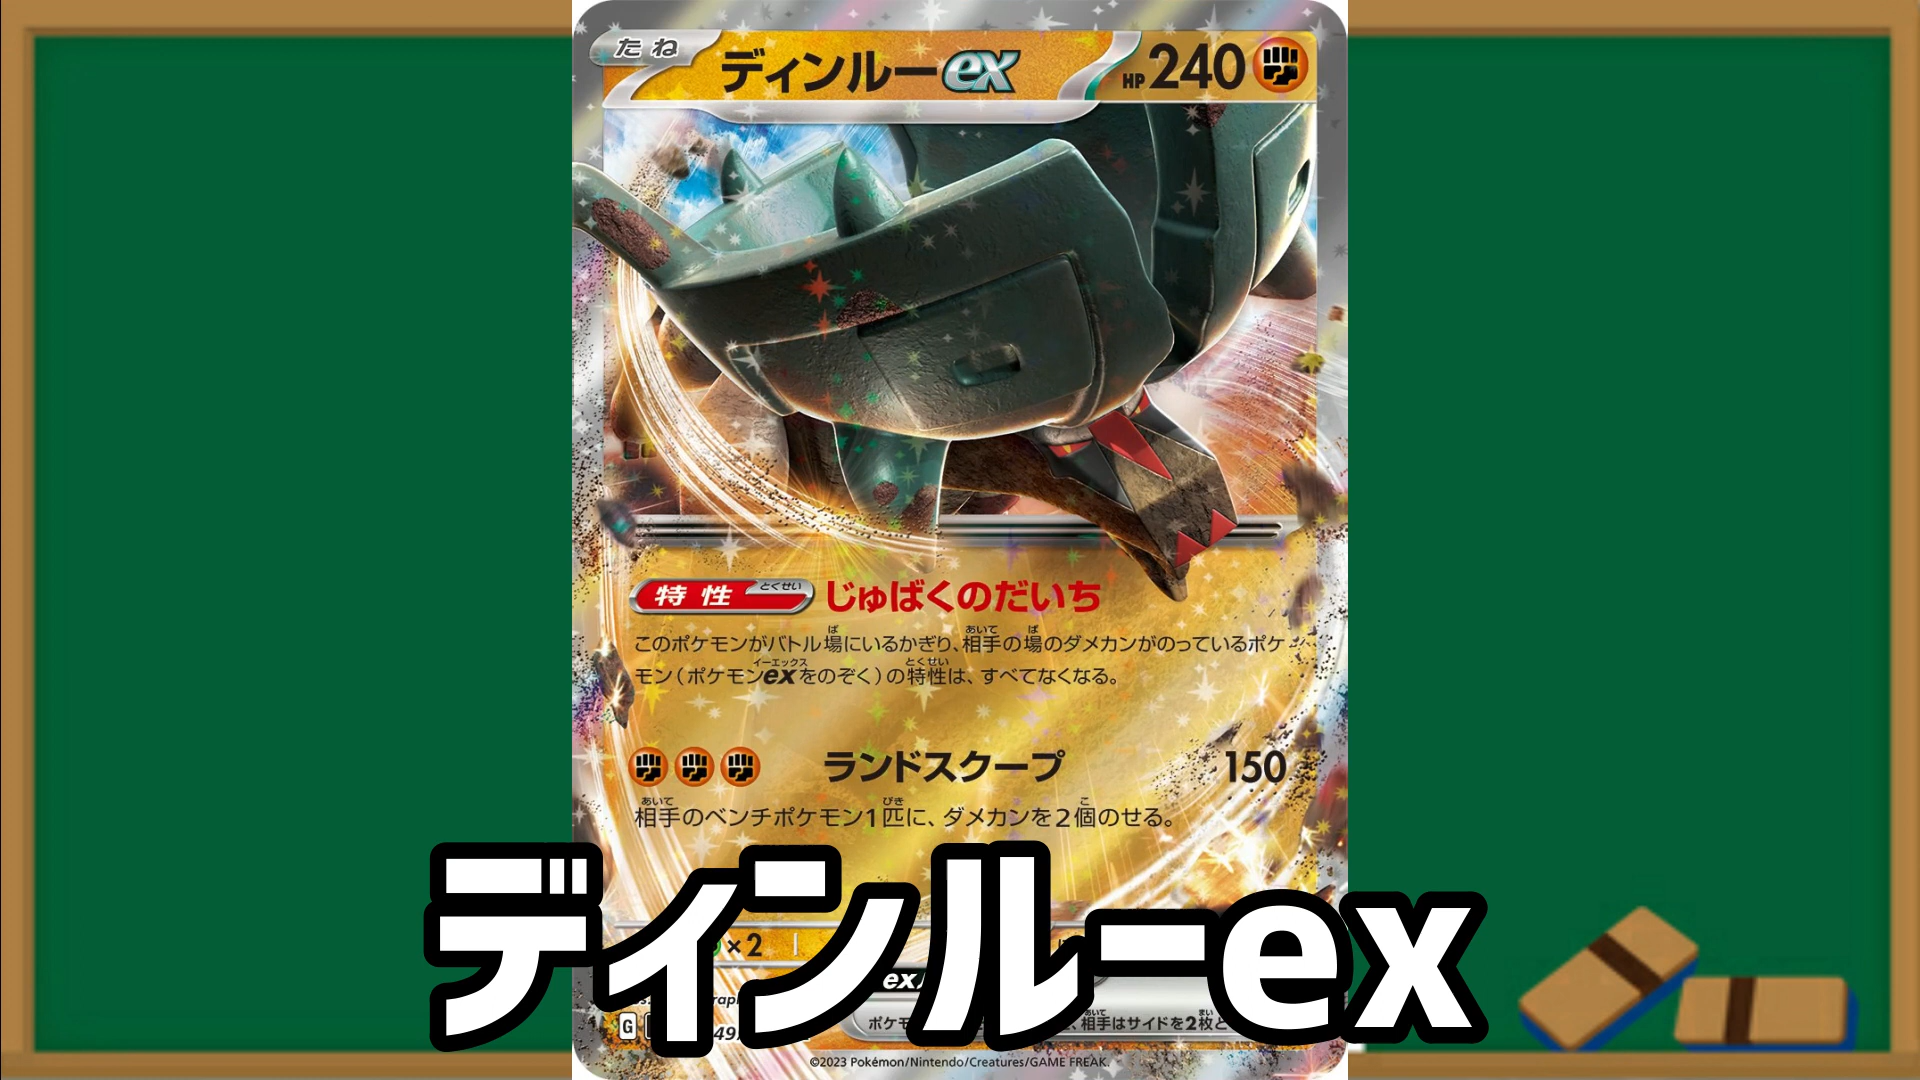 たね ディンルーex HP240
特性 とくせい じゅばくのだいち
このポケモンがバトル場にいるかぎり、相手の場のダメカンがのっているポケ
モン（ポケモンexをのぞく）の特性は、すべてなくなる。
ランドスクープ 150
相手のベンチポケモン1匹に、ダメカンを2個のせる。
×2
ex
ディンルーex
G
相手はサイドを2枚と
©2023 Pokémon/Nintendo/Creatures/GAME FREAK.